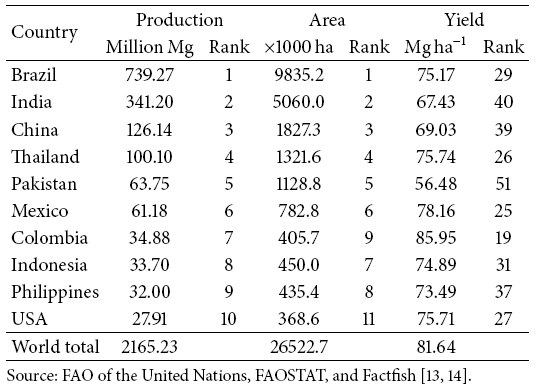 Country Production Area Yield
Million Mg Rank ×1000 ha Rank Mg ha⁻¹ Rank
Brazil 739.27 1 9835.2 1 75.17 29
India 341.20 2 5060.0 2 67.43 40
China 126.14 3 1827.3 3 69.03 39
Thailand 100.10 4 1321.6 4 75.74 26
Pakistan 63.75 5 1128.8 5 56.48 51
Mexico 61.18 6 782.8 6 78.16 25
Colombia 34.88 7 405.7 9 85.95 19
Indonesia 33.70 8 450.0 7 74.89 31
Philippines 32.00 9 435.4 8 73.49 37
USA 27.91 10 368.6 11 75.71 27
World total 2165.23 26522.7 81.64
Source: FAO of the United Nations, FAOSTAT, and Factfish [13, 14].